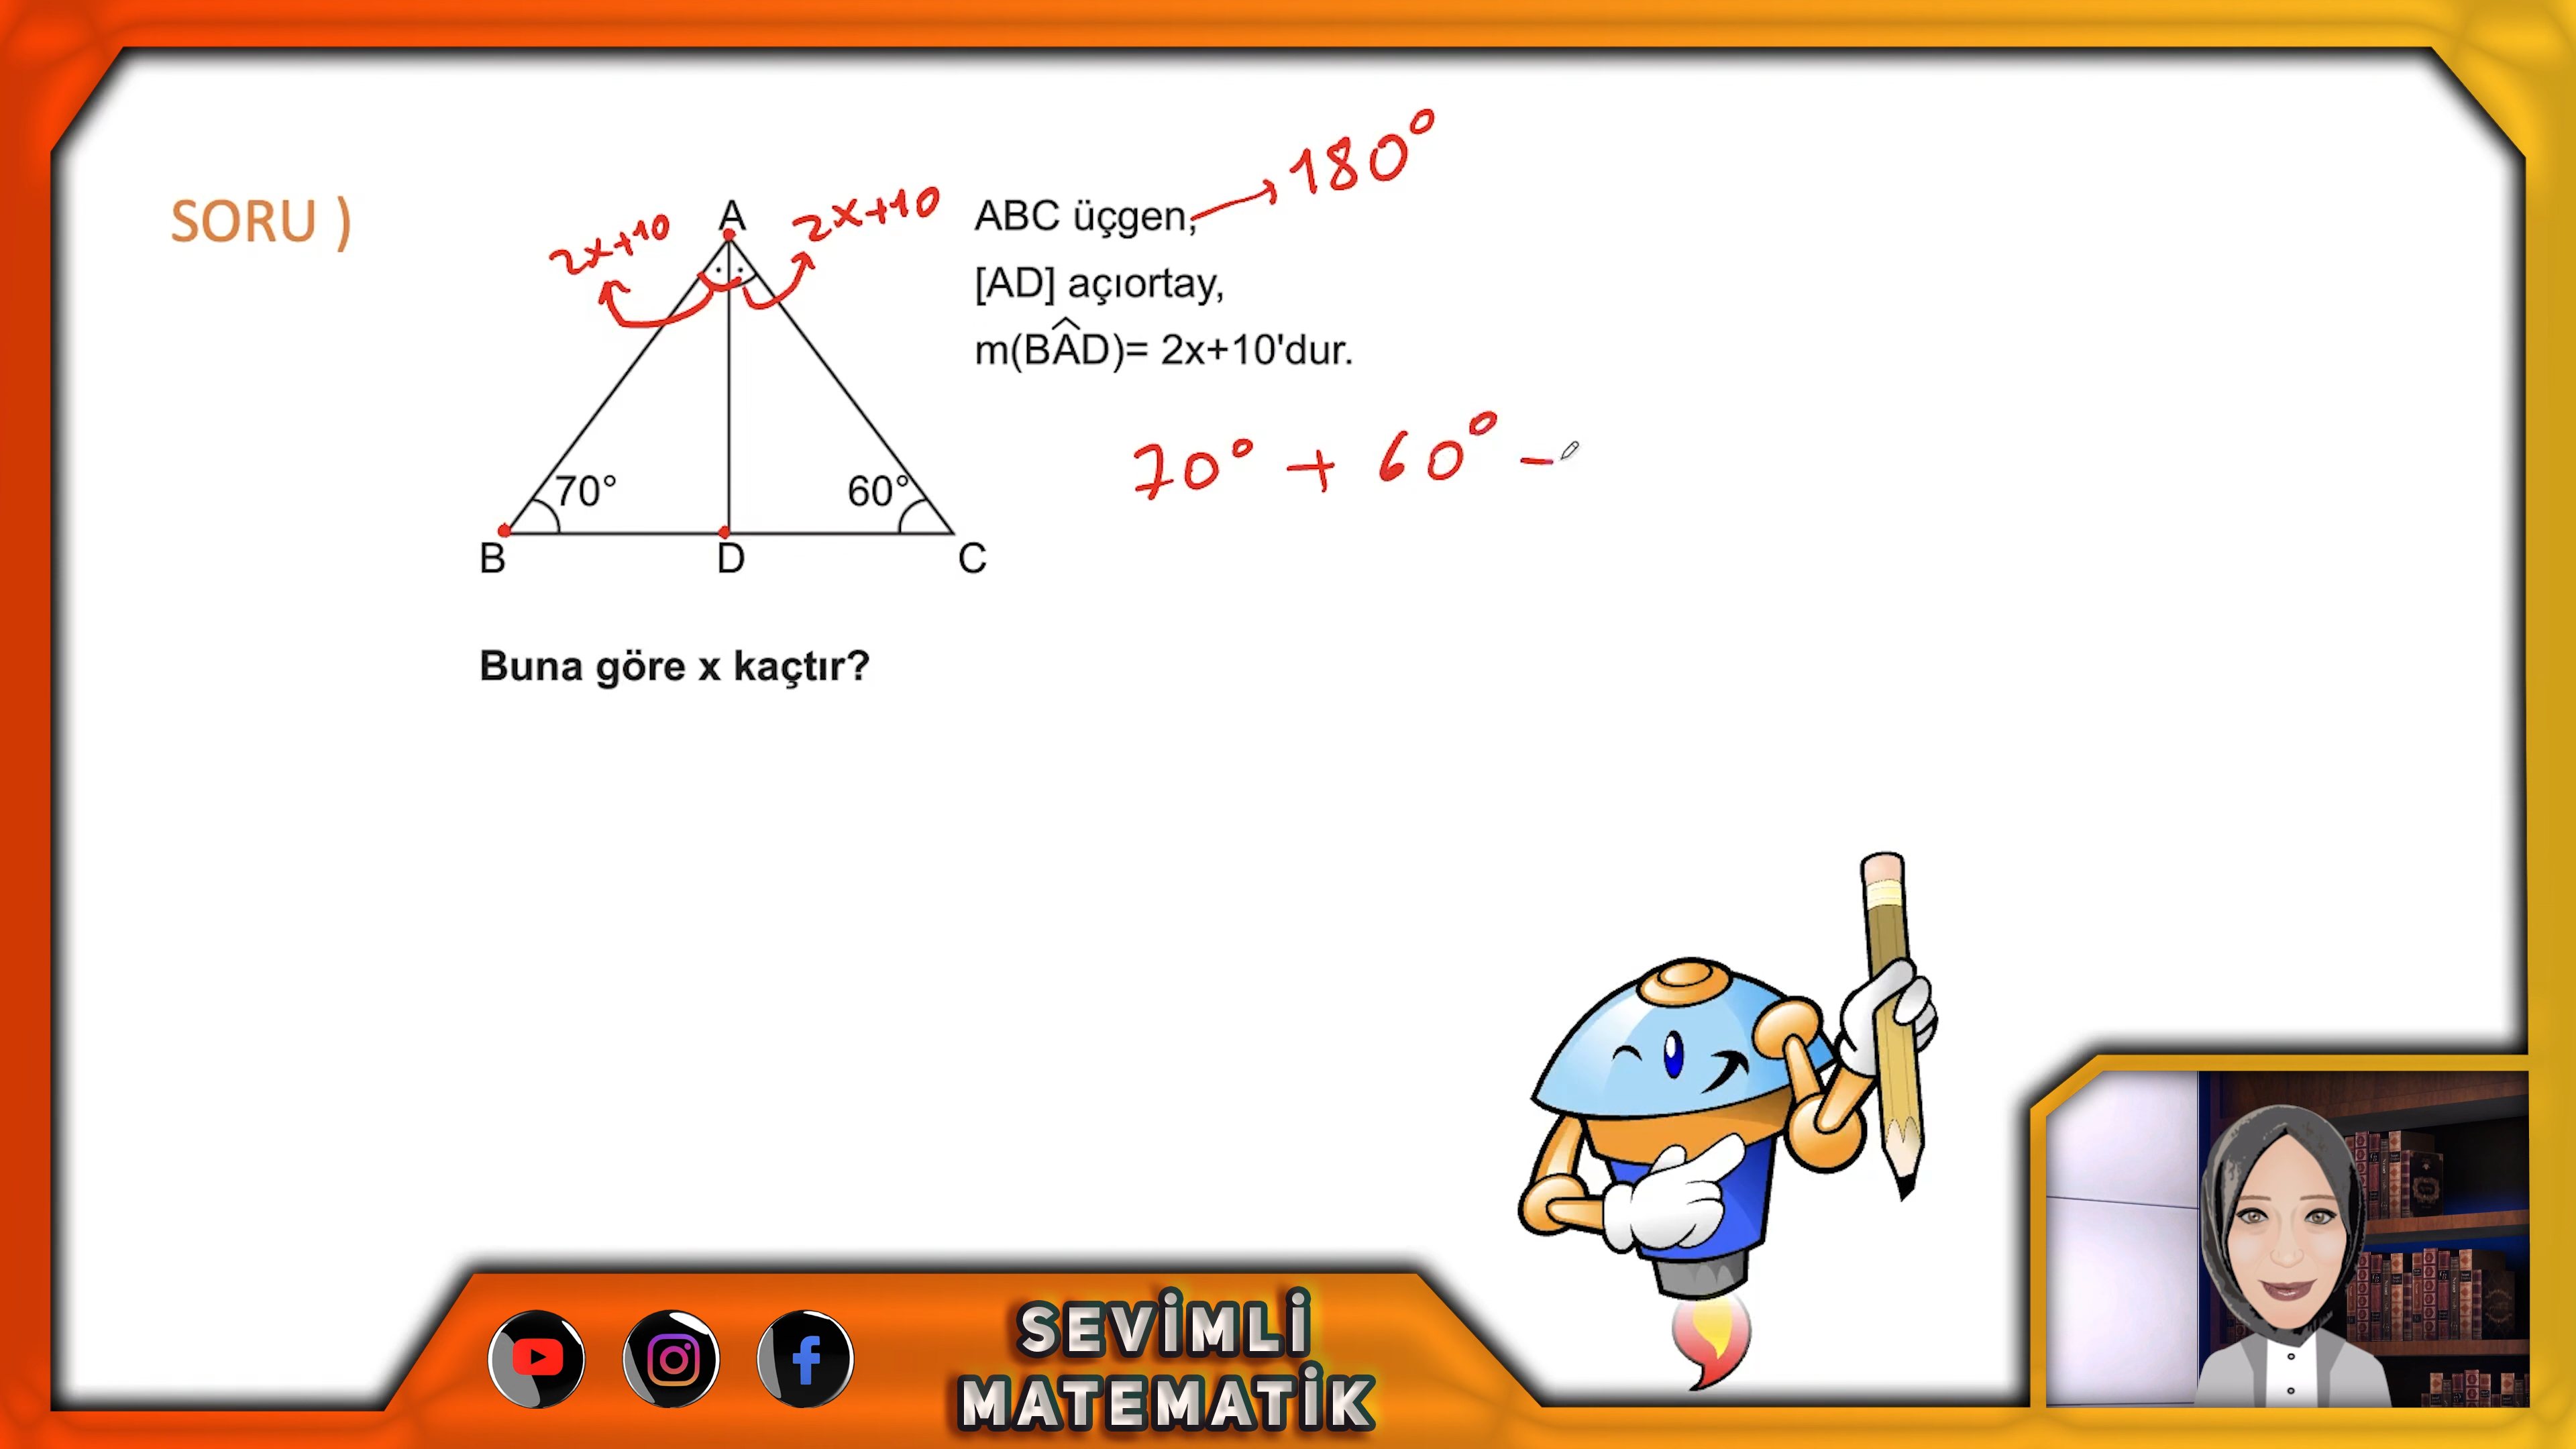 SORU )
2x+10
A
2x+10
ABC üçgen, → 180°
[AD] açıortay,
m(BÂD)= 2x+10'dur.
70° + 60° -
70°
60°
B
D
C
Buna göre x kaçtır?
SEVİMLİ
MATEMATİK